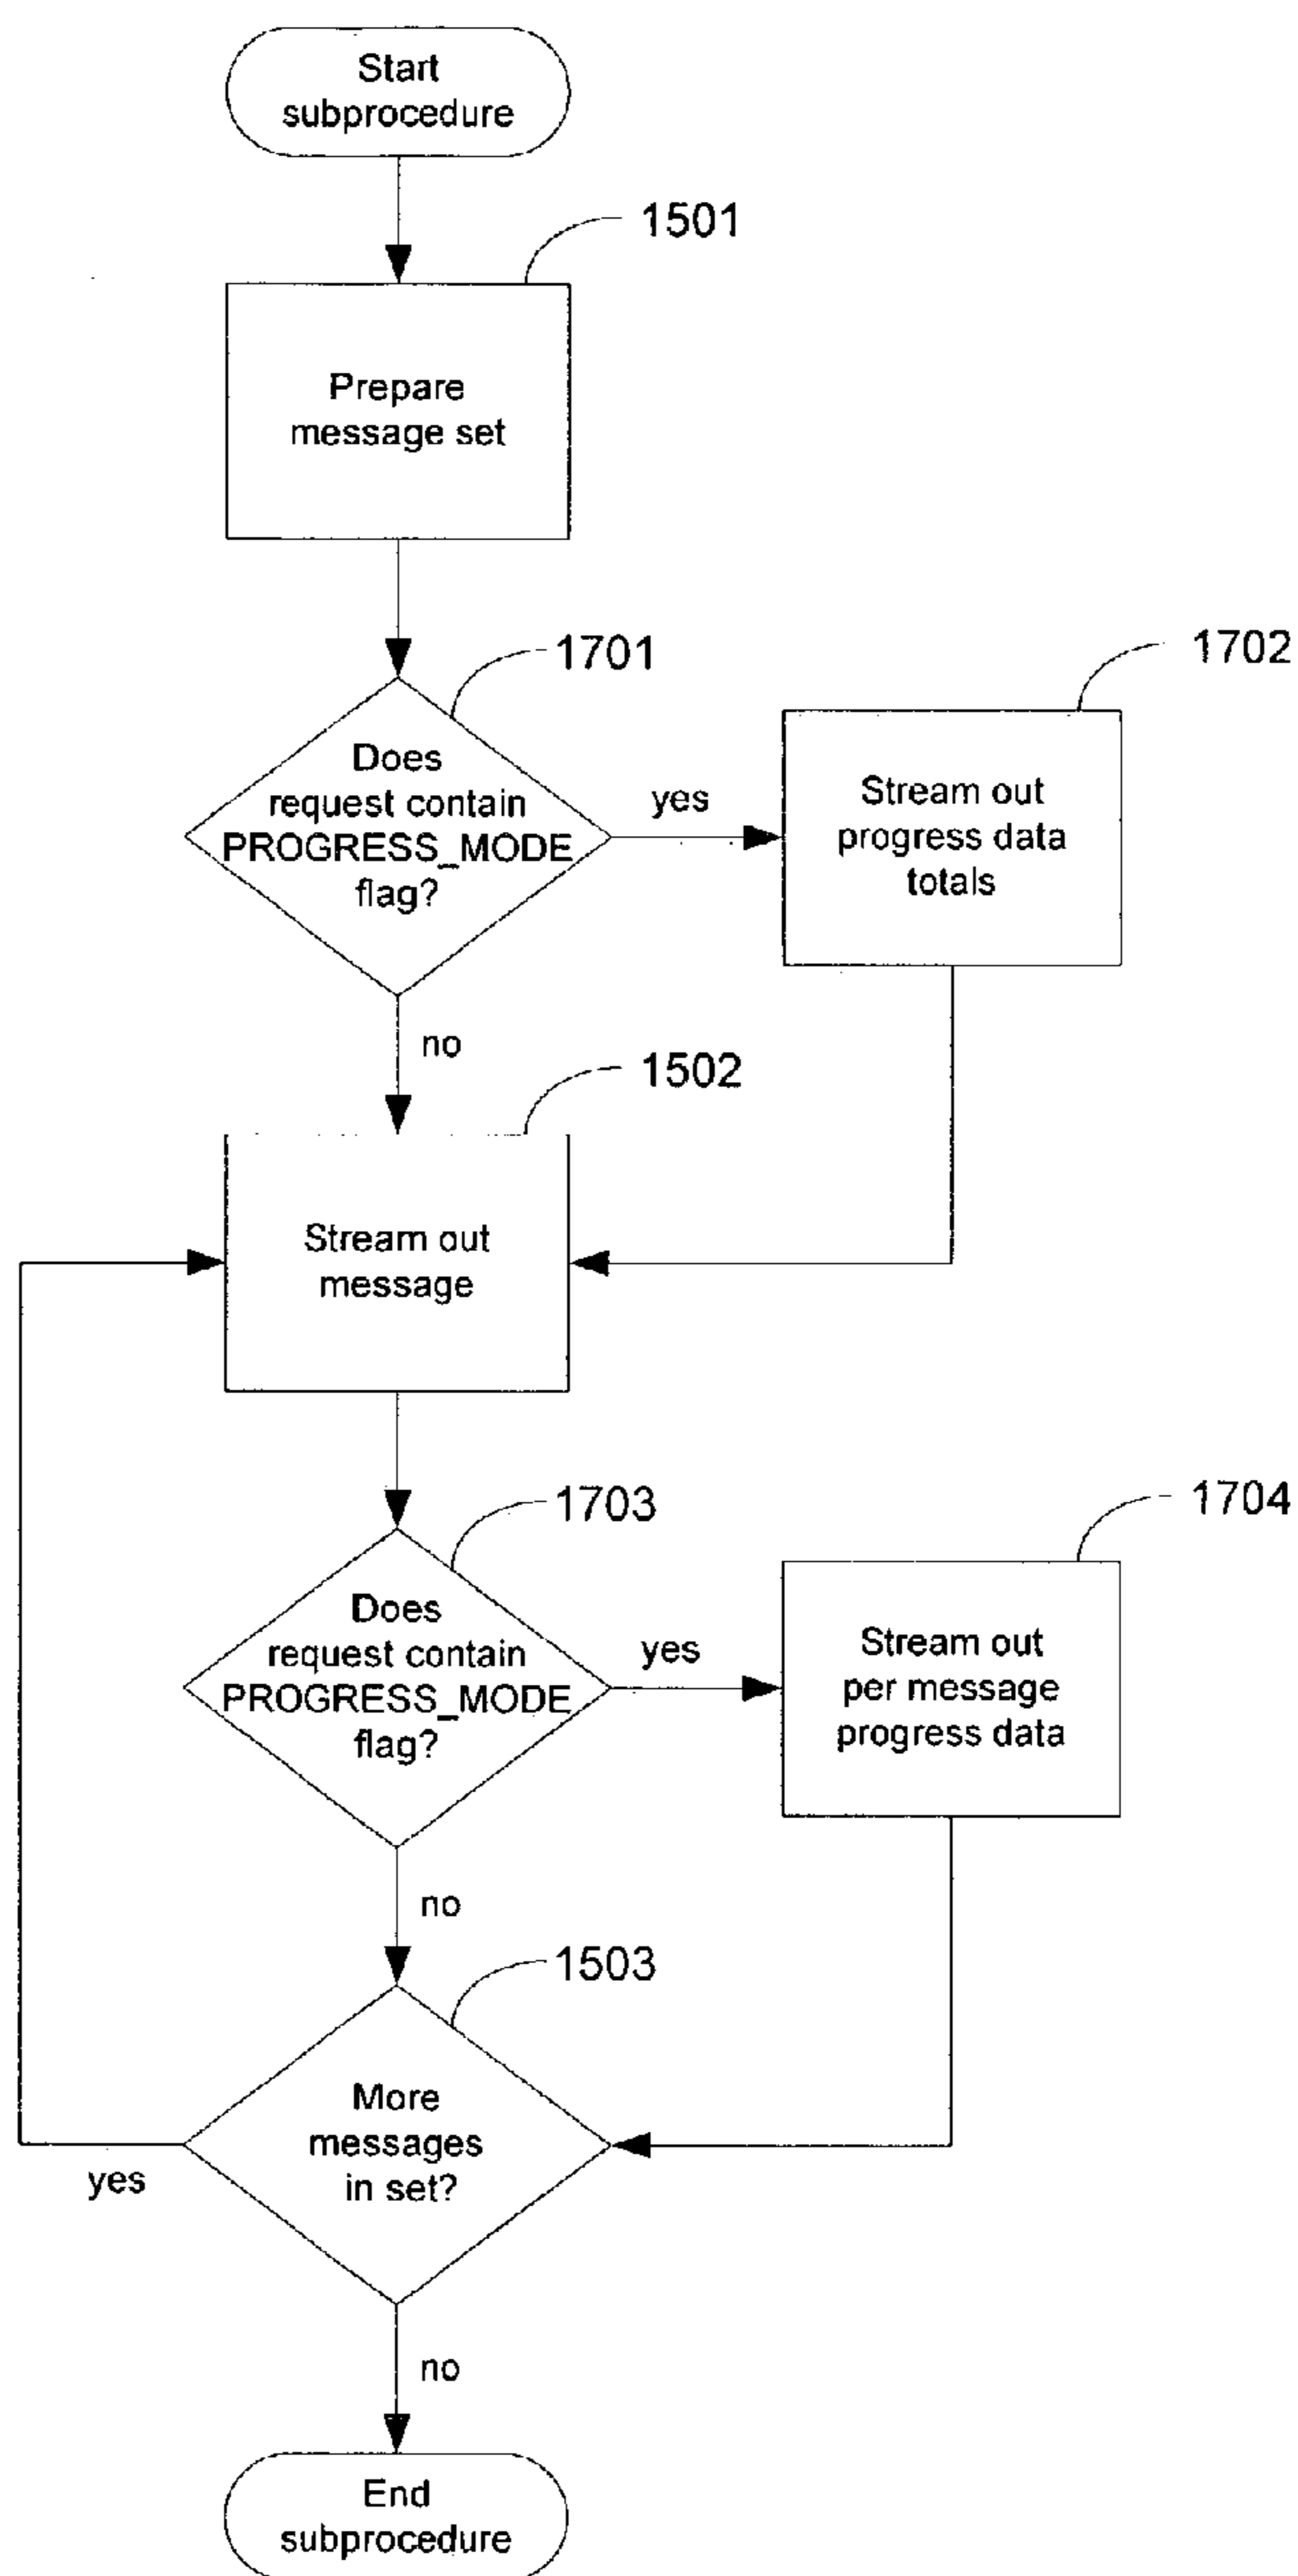 Start
subprocedure
1501
Prepare
message set
1701
1702
Does
request contain
PROGRESS_MODE
flag?
yes
Stream out
progress data
totals
no
1502
Stream out
message
1703
1704
Does
request contain
PROGRESS_MODE
flag?
yes
Stream out
per message
progress data
no
1503
More
messages
in set?
yes
no
End
subprocedure